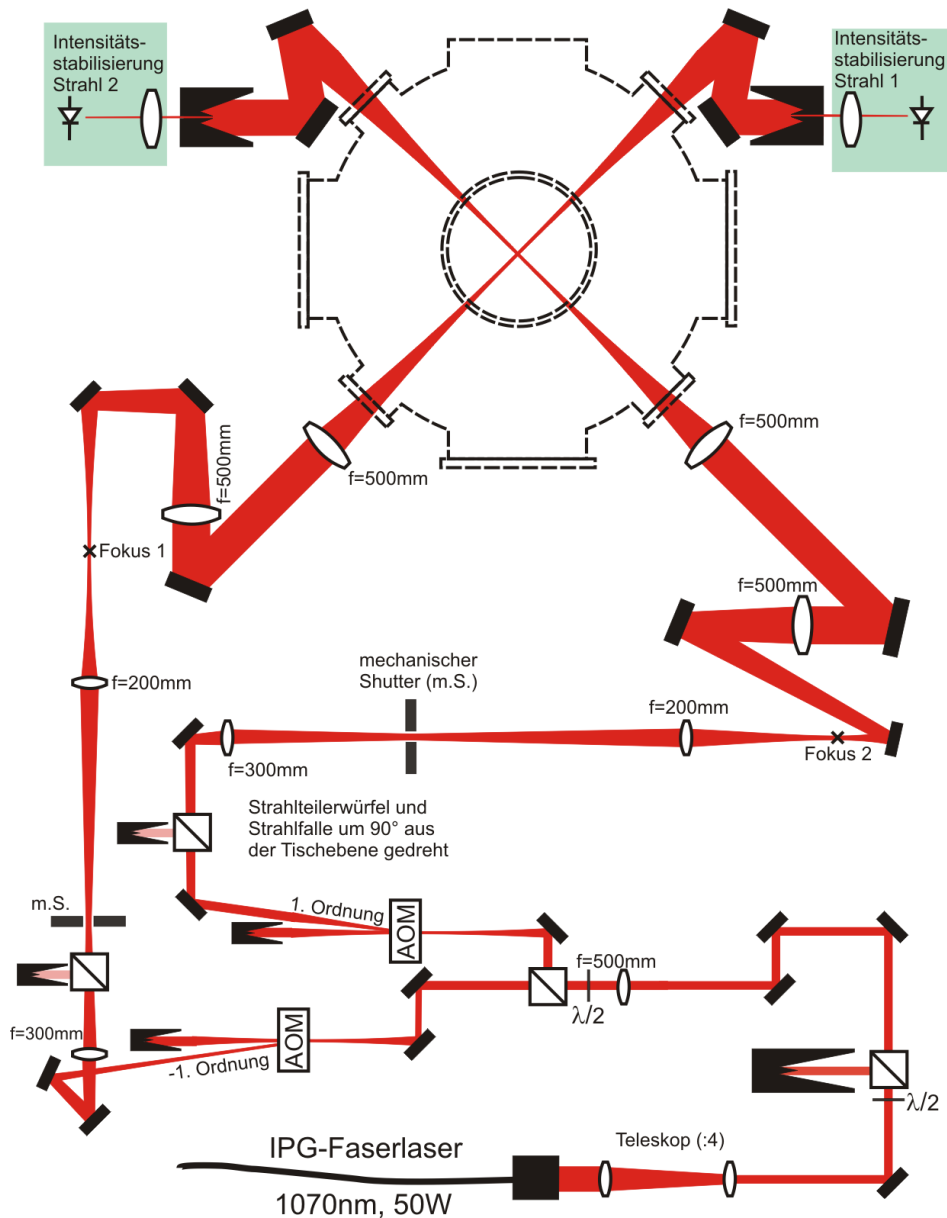 Intensitäts-
stabilisierung
Strahl 2
Intensitäts-
stabilisierung
Strahl 1
f=500mm
f=500mm
f=500mm
Fokus 1
f=500mm
f=200mm
mechanischer
Shutter (m.S.)
f=200mm
Fokus 2
f=300mm
Strahlteilerwürfel und
Strahlfalle um 90° aus
der Tischebene gedreht
1. Ordnung
AOM
m.S.
f=500mm
λ/2
f=300mm
-1. Ordnung
AOM
λ/2
Teleskop (:4)
IPG-Faserlaser
1070nm, 50W